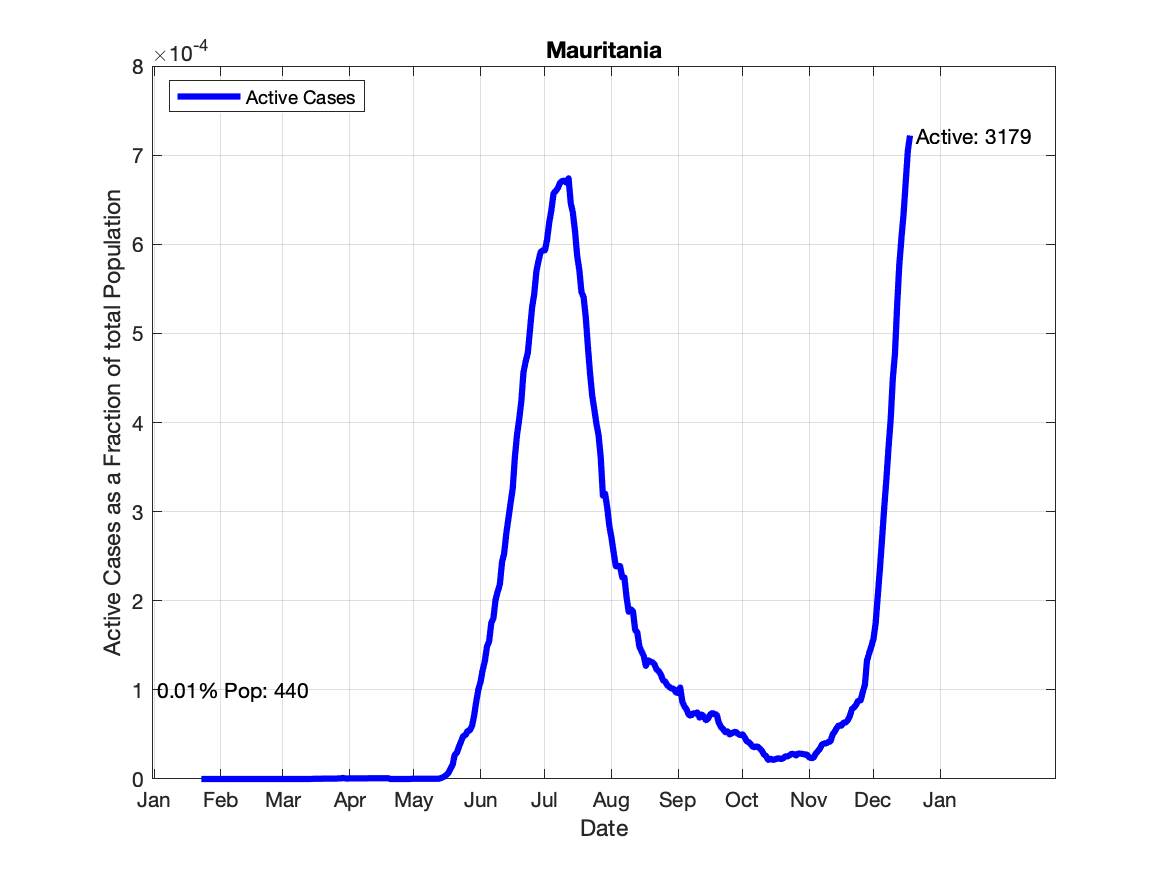 Mauritania
×10-4
Active Cases
Active: 3179
0.01% Pop: 440
Active Cases as a Fraction of total Population
8
7
6
5
4
3
2
1
0
Jan Feb Mar Apr May Jun Jul Aug Sep Oct Nov Dec Jan
Date